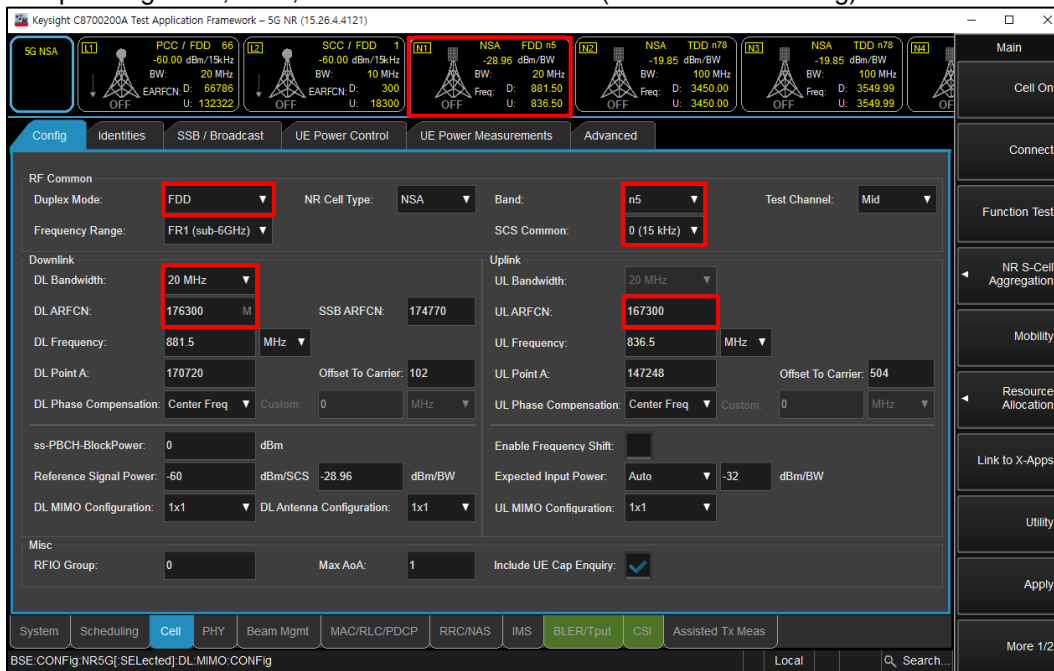 Keysight C8700200A Test Application Framework – 5G NR (15.26.4.4121)
5G NSA
L1 PCC / FDD 66
-60.00 dBm/15kHz
BW: 20 MHz
EARFCN: D: 66786
U: 132322
OFF
L2 SCC / FDD 1
-60.00 dBm/15kHz
BW: 10 MHz
EARFCN: D: 300
U: 18300
OFF
N1 NSA FDD n5
-28.96 dBm/BW
BW: 20 MHz
Freq: D: 881.50
U: 836.50
OFF
N2 NSA TDD n78
-19.85 dBm/BW
BW: 100 MHz
Freq: D: 3450.00
U: 3450.00
OFF
N3 NSA TDD n78
-19.85 dBm/BW
BW: 100 MHz
Freq: D: 3549.99
U: 3549.99
OFF
N4
OF
Config Identities SSB / Broadcast UE Power Control UE Power Measurements Advanced
RF Common
Duplex Mode: FDD NR Cell Type: NSA Band: n5 Test Channel: Mid
Frequency Range: FR1 (sub-6GHz) SCS Common: 0 (15 kHz)
Downlink Uplink
DL Bandwidth: 20 MHz UL Bandwidth: 20 MHz
DL ARFCN: 176300 M SSB ARFCN: 174770 UL ARFCN: 167300
DL Frequency: 881.5 MHz UL Frequency: 836.5 MHz
DL Point A: 170720 Offset To Carrier: 102 UL Point A: 147248 Offset To Carrier: 504
DL Phase Compensation: Center Freq Custom: 0 MHz UL Phase Compensation: Center Freq Custom: 0 MHz
ss-PBCH-BlockPower: 0 dBm Enable Frequency Shift:
Reference Signal Power: -60 dBm/SCS -28.96 dBm/BW Expected Input Power: Auto -32 dBm/BW
DL MIMO Configuration: 1x1 DL Antenna Configuration: 1x1 UL MIMO Configuration: 1x1
Misc
RFIO Group: 0 Max AoA: 1 Include UE Cap Enquiry:
System Scheduling Cell PHY Beam Mgmt MAC/RLC/PDCP RRC/NAS IMS BLER/Tput CSI Assisted Tx Meas
BSE:CONFig:NR5G[:SELected]:DL:MIMO:CONFig Local Search...
Main
Cell On
Connect
Function Test
NR S-Cell
Aggregation
Mobility
Resource
Allocation
Link to X-Apps
Utility
Apply
More 1/2